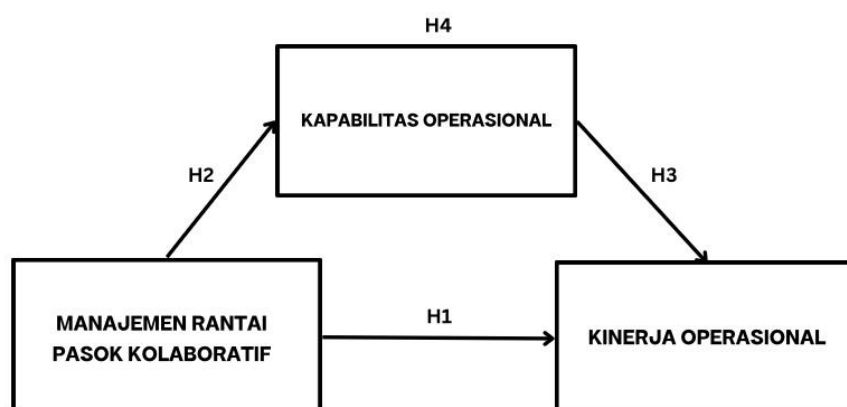 H4
KAPABILITAS OPERASIONAL
H2
H3
MANAJEMEN RANTAI
PASOK KOLABORATIF
H1
KINERJA OPERASIONAL